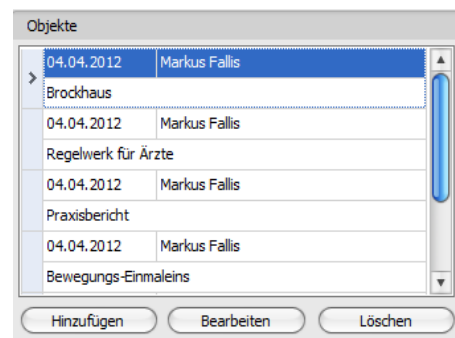 Objekte
04.04.2012 Markus Fallis
Brockhaus
04.04.2012 Markus Fallis
Regelwerk für Ärzte
04.04.2012 Markus Fallis
Praxisbericht
04.04.2012 Markus Fallis
Bewegungs-Einmaleins
Hinzufügen Bearbeiten Löschen